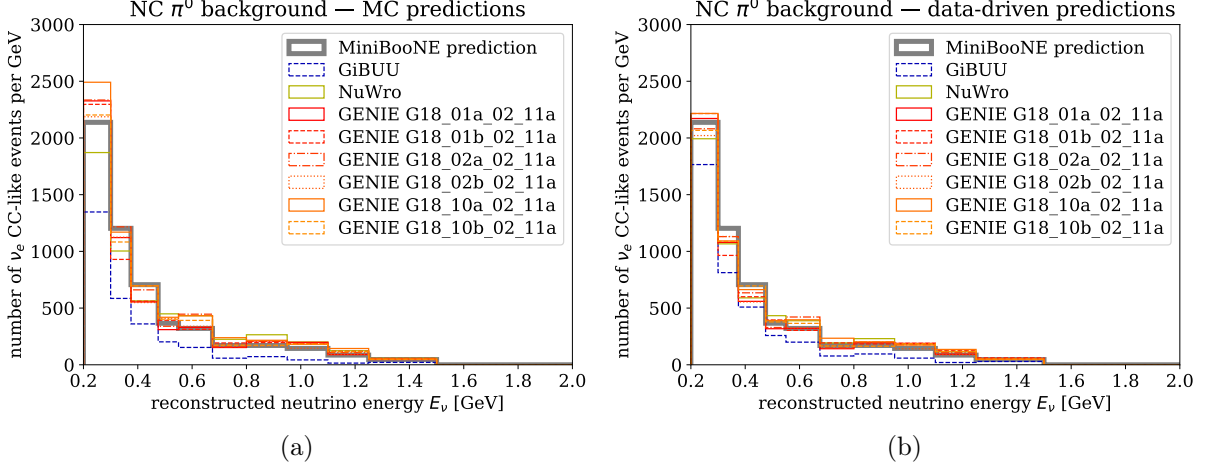 NC π⁰ background — MC predictions
number of νₑ CC-like events per GeV
3000
2500
2000
1500
1000
500
0
MiniBooNE prediction
GiBUU
NuWro
GENIE G18_01a_02_11a
GENIE G18_01b_02_11a
GENIE G18_02a_02_11a
GENIE G18_02b_02_11a
GENIE G18_10a_02_11a
GENIE G18_10b_02_11a
0.2 0.4 0.6 0.8 1.0 1.2 1.4 1.6 1.8 2.0
reconstructed neutrino energy Eᵥ [GeV]
(a)
NC π⁰ background — data-driven predictions
number of νₑ CC-like events per GeV
3000
2500
2000
1500
1000
500
0
MiniBooNE prediction
GiBUU
NuWro
GENIE G18_01a_02_11a
GENIE G18_01b_02_11a
GENIE G18_02a_02_11a
GENIE G18_02b_02_11a
GENIE G18_10a_02_11a
GENIE G18_10b_02_11a
0.2 0.4 0.6 0.8 1.0 1.2 1.4 1.6 1.8 2.0
reconstructed neutrino energy Eᵥ [GeV]
(b)